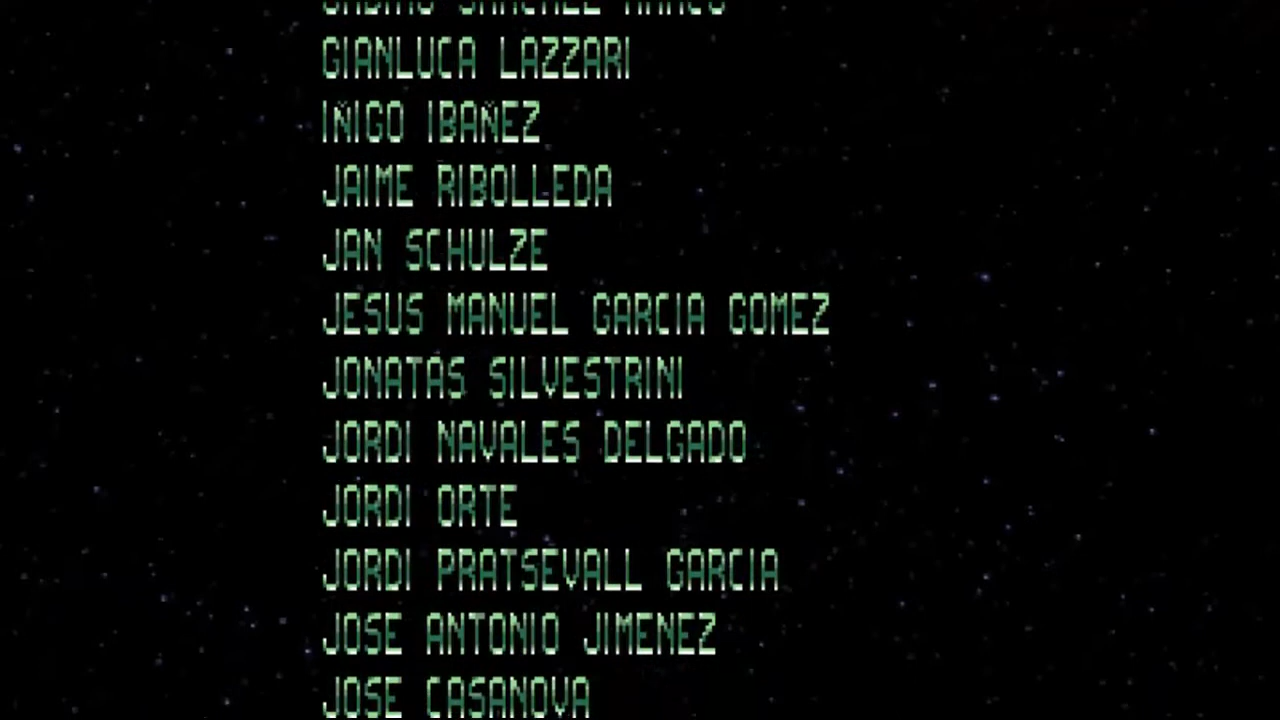 GIANLUCA LAZZARI
IÑIGO IBAÑEZ
JAIME RIBOLLEDA
JAN SCHULZE
JESUS MANUEL GARCIA GOMEZ
JONATAS SILVESTRINI
JORDI NAVALES DELGADO
JORDI ORTE
JORDI PRATSEVALL GARCIA
JOSE ANTONIO JIMENEZ
JOSE CASANOVA